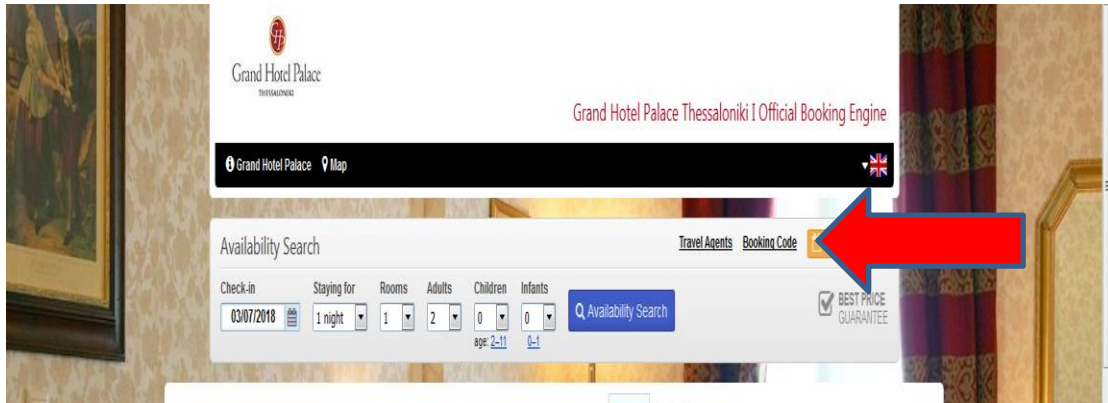 GHP
Grand Hotel Palace
THESSALONIKI
Grand Hotel Palace Thessaloniki I Official Booking Engine
Grand Hotel Palace Map
Availability Search
Travel Agents Booking Code
Check-in Staying for Rooms Adults Children Infants
03/07/2018 1 night 1 2 0 0 Availability Search
age: 2–11 0–1
BEST PRICE
GUARANTEE